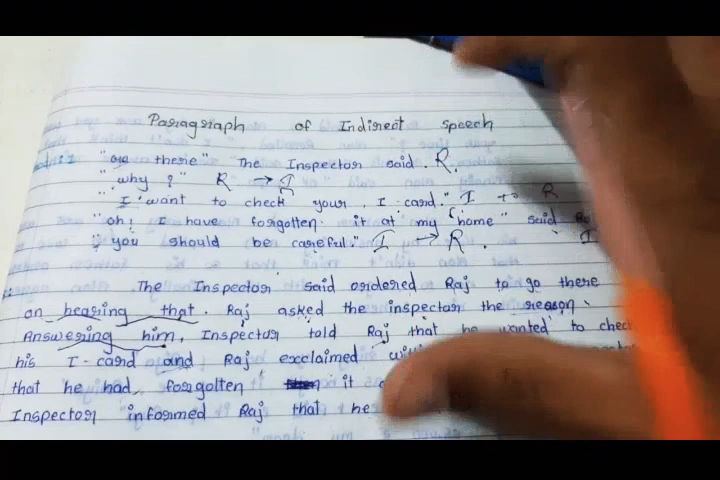 Paragraph of Indirect speech
"go there" The Inspector said. R.
"why ?" R → I
"I want to check your I card." I to R
"oh! I have forgotten it at my home" said
"you should be careful." I → R. I
The Inspector said ordered Raj to go there
on hearing that. Raj asked the inspector the reason
Answering him, Inspector told Raj that he wanted to check
his I-card and Raj exclaimed
that he had forgotten it
Inspector informed Raj that he